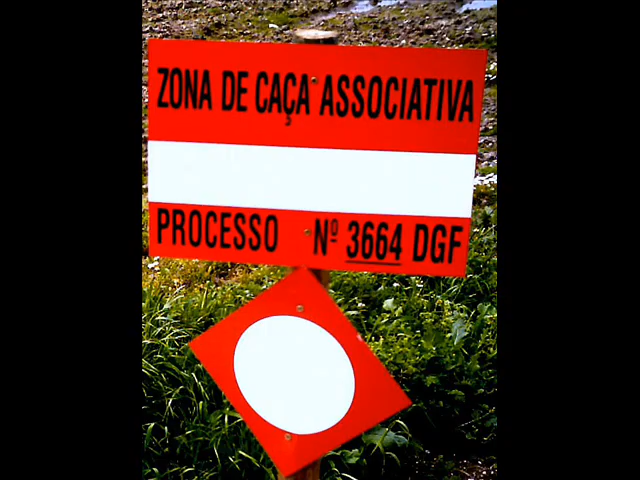 ZONA DE CAÇA ASSOCIATIVA
PROCESSO Nº 3664 DGF